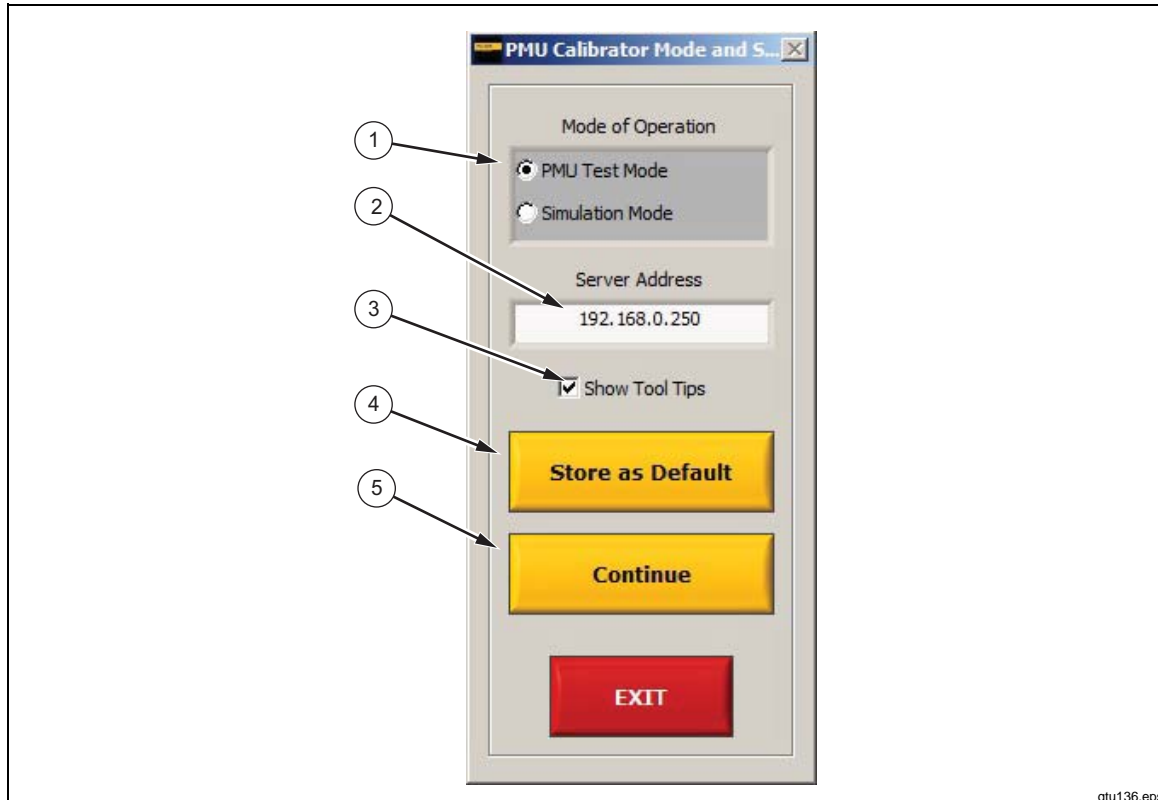 PMU Calibrator Mode and S...
Mode of Operation
1
PMU Test Mode
2
Simulation Mode
Server Address
3
192.168.0.250
Show Tool Tips
4
Store as Default
5
Continue
EXIT
gtu136.eps